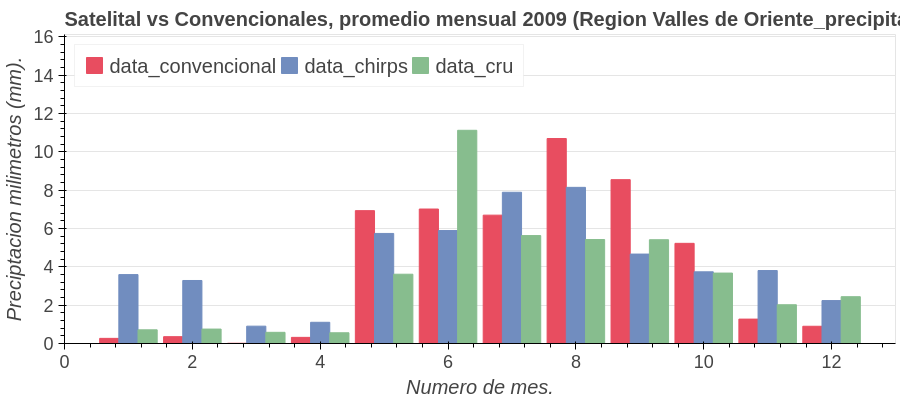 Satelital vs Convencionales, promedio mensual 2009 (Region Valles de Oriente_precipita
data_convencional data_chirps data_cru
Preciptacion milimetros (mm).
16
14
12
10
8
6
4
2
0
0 2 4 6 8 10 12
Numero de mes.